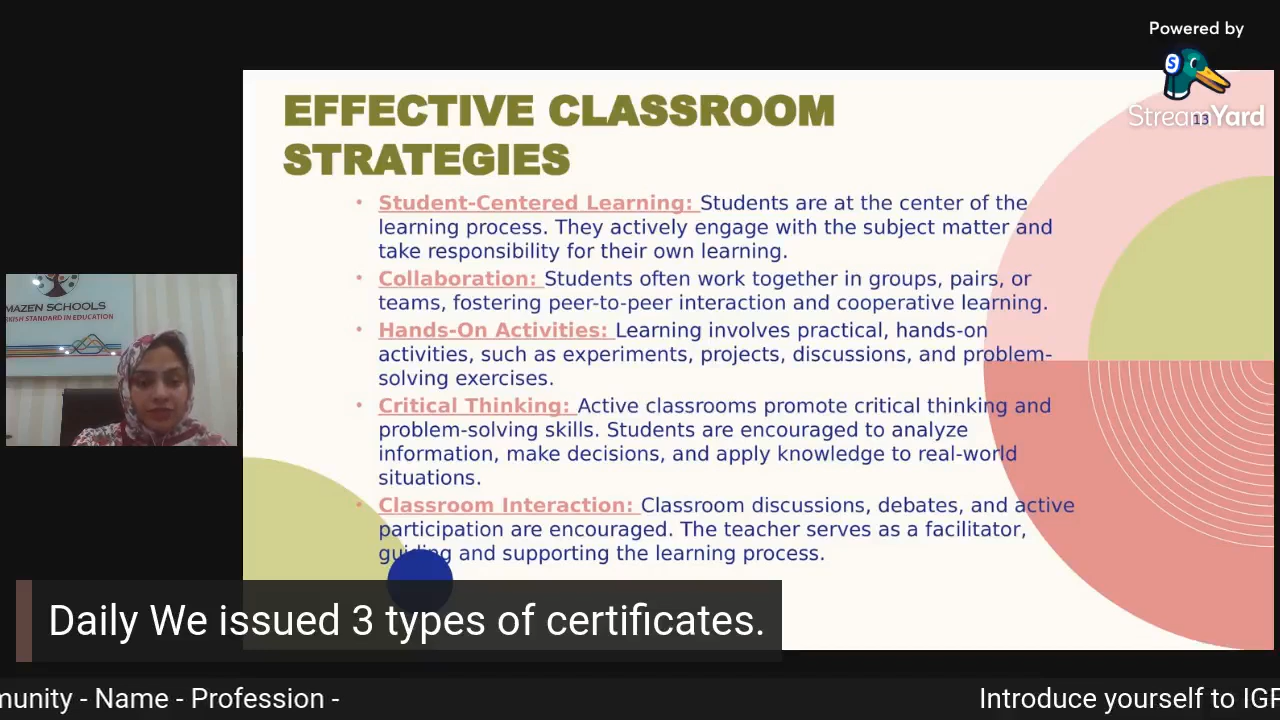 Powered by
StreamYard
13
EFFECTIVE CLASSROOM
STRATEGIES
• Student-Centered Learning: Students are at the center of the
learning process. They actively engage with the subject matter and
take responsibility for their own learning.
• Collaboration: Students often work together in groups, pairs, or
teams, fostering peer-to-peer interaction and cooperative learning.
• Hands-On Activities: Learning involves practical, hands-on
activities, such as experiments, projects, discussions, and problem-
solving exercises.
• Critical Thinking: Active classrooms promote critical thinking and
problem-solving skills. Students are encouraged to analyze
information, make decisions, and apply knowledge to real-world
situations.
• Classroom Interaction: Classroom discussions, debates, and active
participation are encouraged. The teacher serves as a facilitator,
guiding and supporting the learning process.
MAZEN SCHOOLS
STANDARD IN EDUCATION
Daily We issued 3 types of certificates.
munity - Name - Profession -
Introduce yourself to